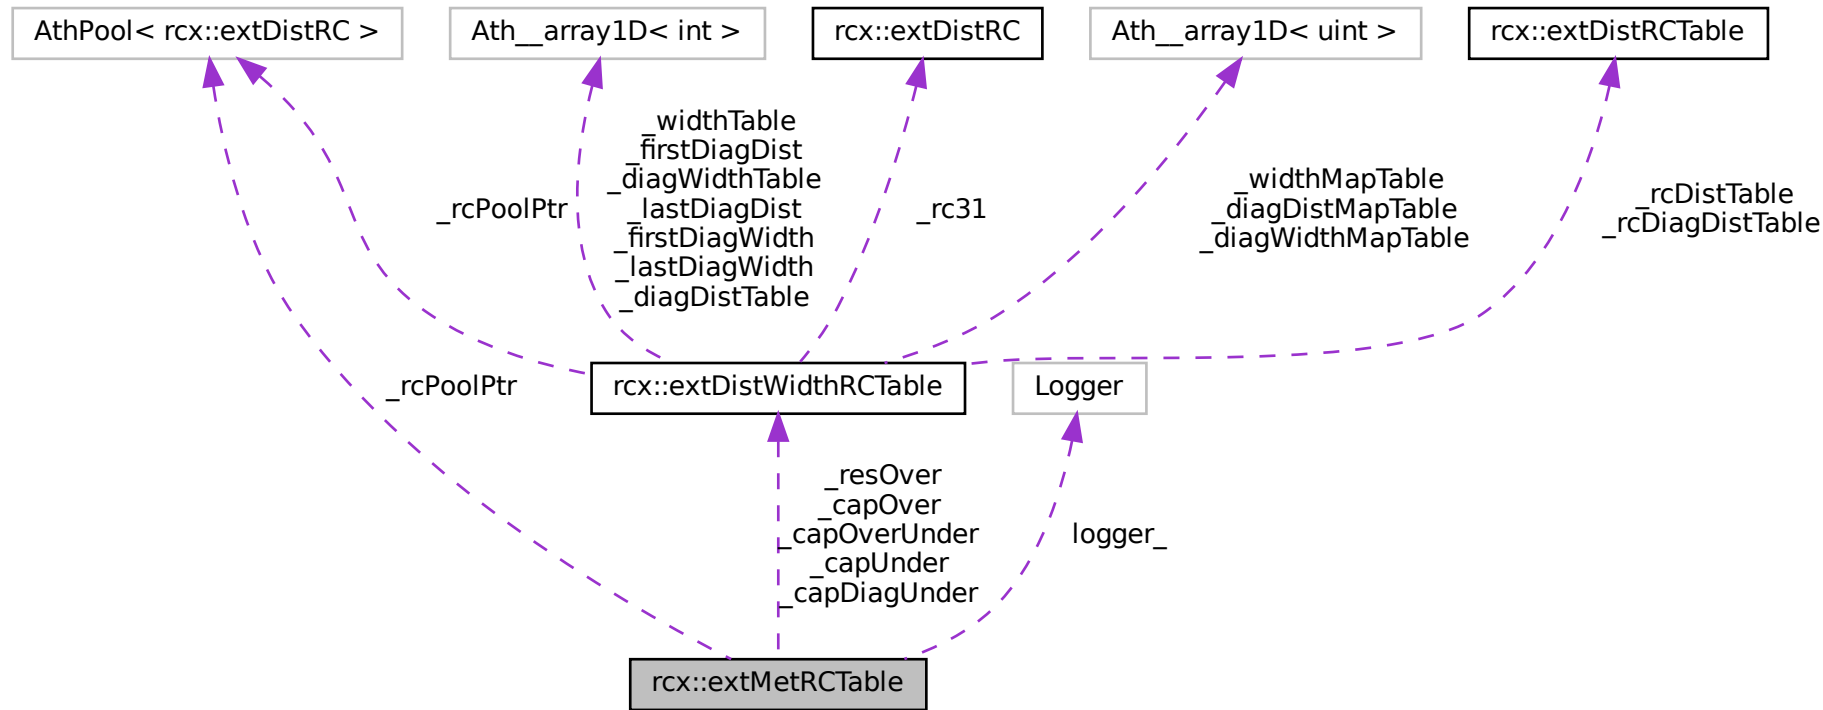 AthPool< rcx::extDistRC >
Ath__array1D< int >
rcx::extDistRC
Ath__array1D< uint >
rcx::extDistRCTable
_rcPoolPtr
_widthTable
_firstDiagDist
_diagWidthTable
_lastDiagDist
_firstDiagWidth
_lastDiagWidth
_diagDistTable
_rc31
_widthMapTable
_diagDistMapTable
_diagWidthMapTable
_rcDistTable
_rcDiagDistTable
_rcPoolPtr
rcx::extDistWidthRCTable
Logger
_resOver
_capOver
_capOverUnder
_capUnder
_capDiagUnder
logger_
rcx::extMetRCTable